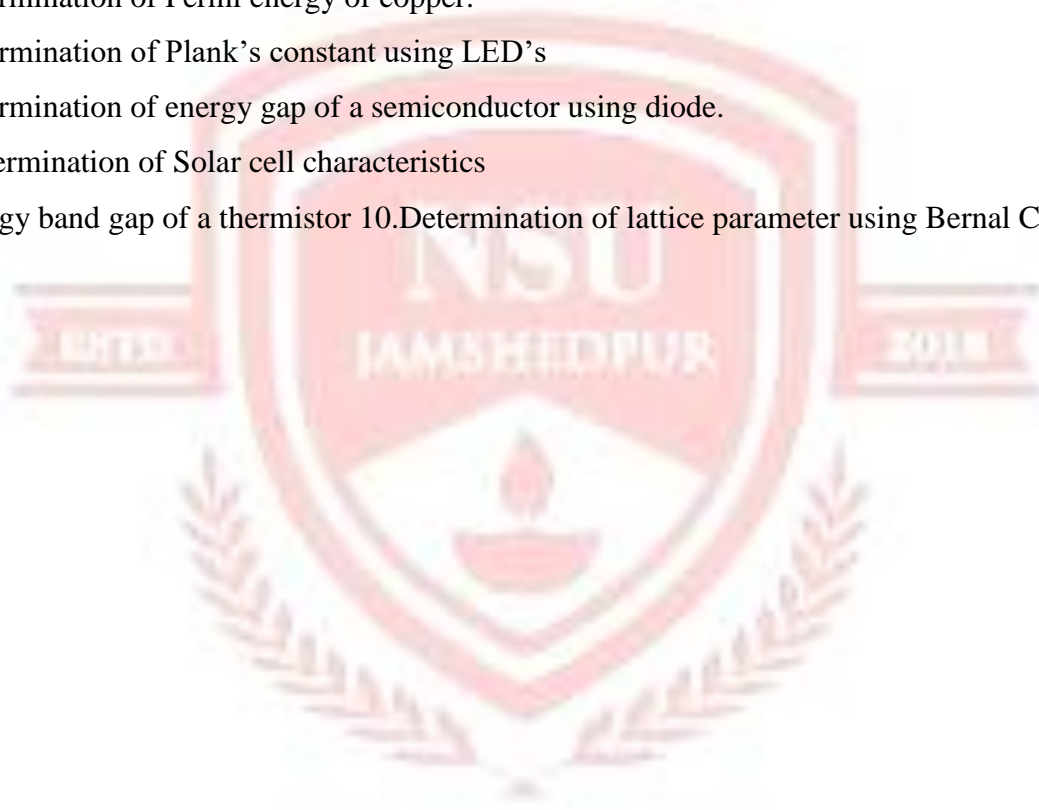 rmination of Fermi energy of copper.
rmination of Plank's constant using LED's
rmination of energy gap of a semiconductor using diode.
ermination of Solar cell characteristics
gy band gap of a thermistor 10.Determination of lattice parameter using Bernal C
NSU
JAMSHEDPUR
ESTD
2018